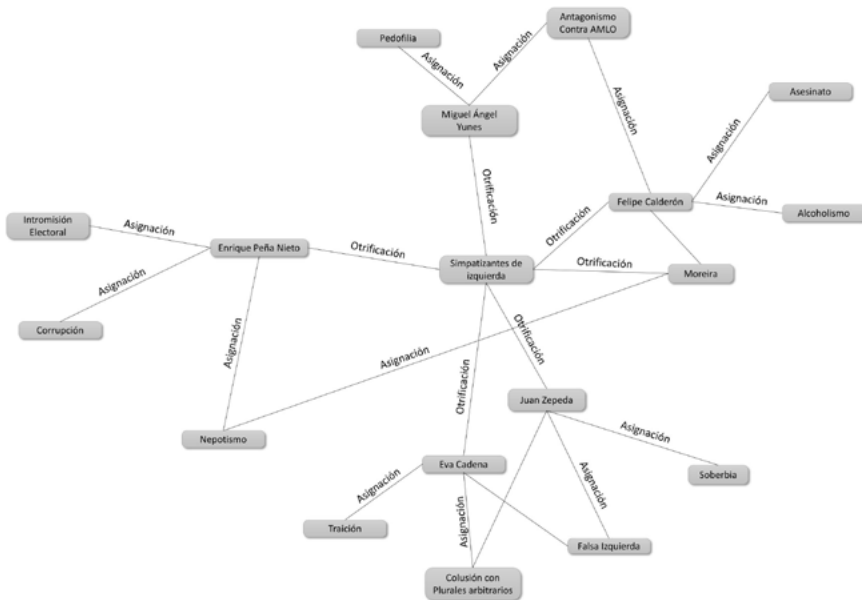 Antagonismo
Contra AMLO
Pedofilia
Asignación
Asignación
Asesinato
Miguel Ángel
Yunes
Asignación
Asignación
Felipe Calderón
Asignación
Alcoholismo
Otrificación
Intromisión
Electoral
Asignación
Enrique Peña Nieto
Otrificación
Otrificación
Simpatizantes de
izquierda
Otrificación
Moreira
Asignación
Corrupción
Asignación
Asignación
Otrificación
Otrificación
Nepotismo
Juan Zepeda
Asignación
Eva Cadena
Soberbia
Asignación
Asignación
Asignación
Traición
Falsa Izquierda
Colusión con
Plurales arbitrarios